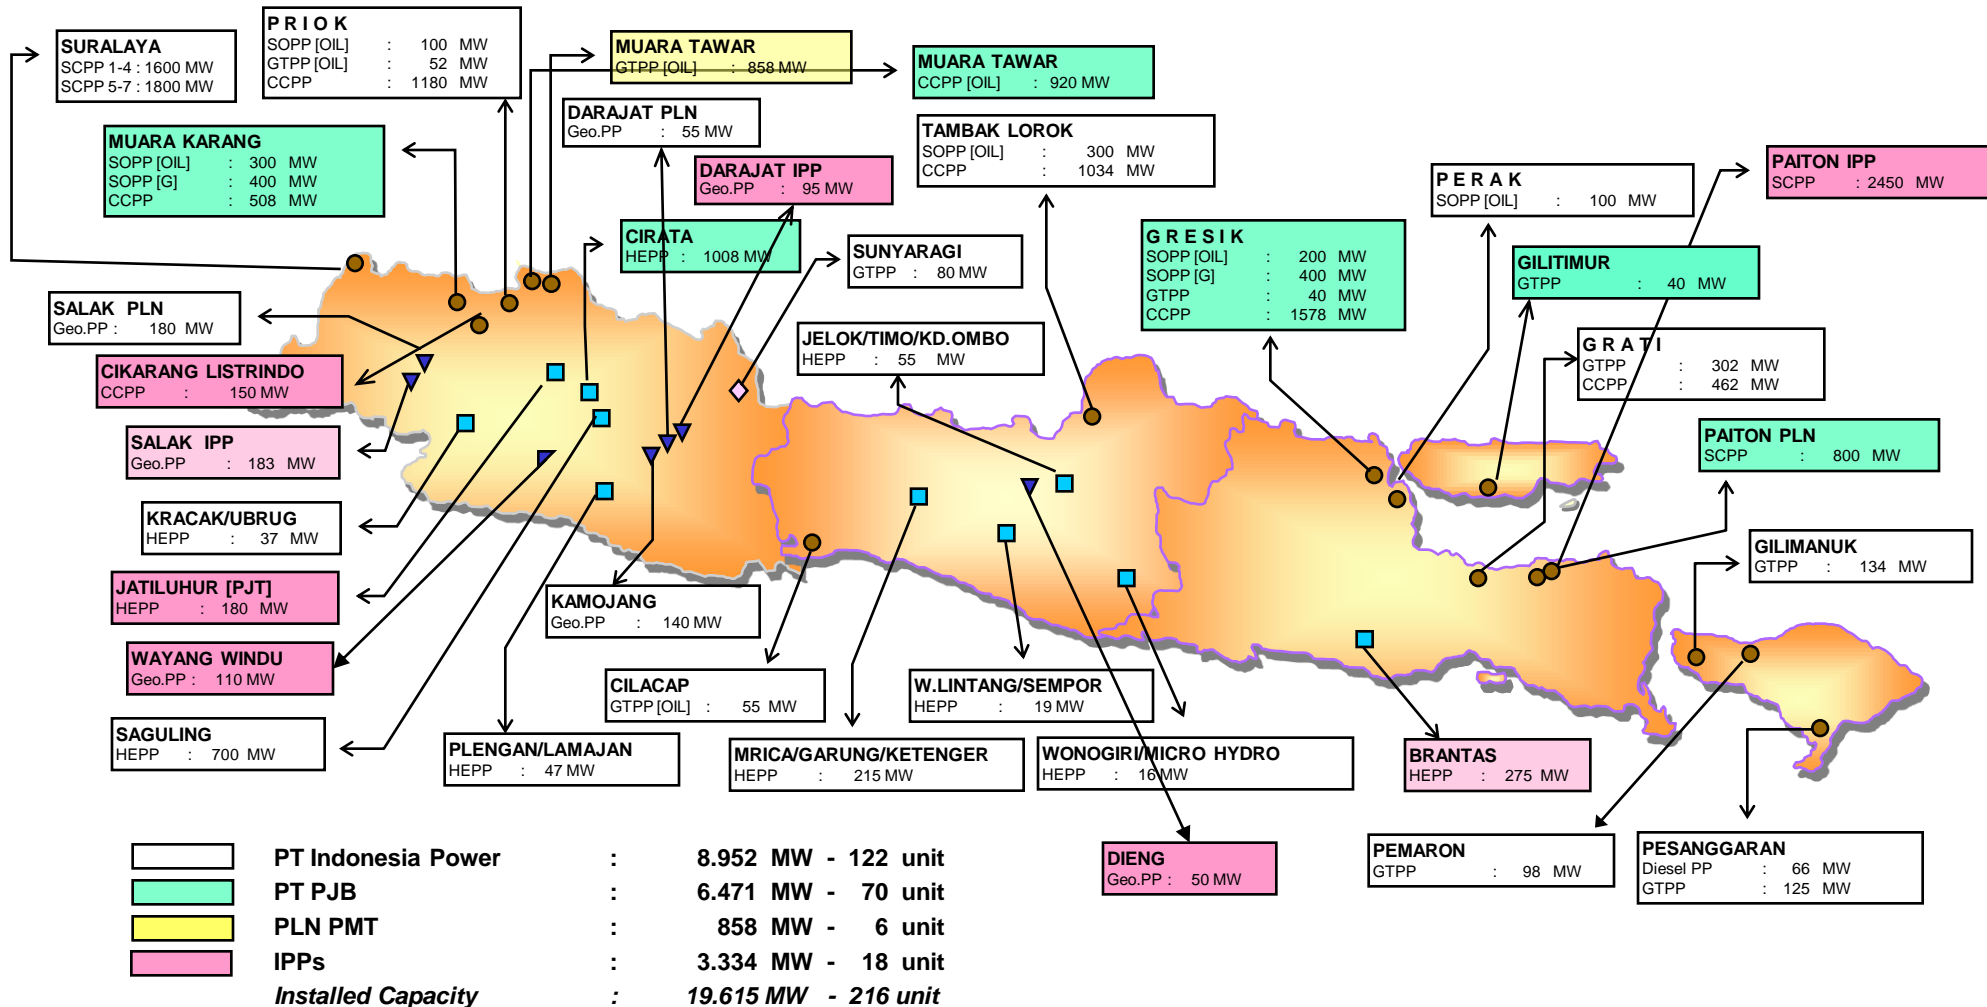 SURALAYA
SCPP 1-4 : 1600 MW
SCPP 5-7 : 1800 MW
P R I O K
SOPP [OIL] : 100 MW
GTPP [OIL] : 52 MW
CCPP : 1180 MW
MUARA TAWAR
GTPP [OIL] : 858 MW
MUARA TAWAR
CCPP [OIL] : 920 MW
MUARA KARANG
SOPP [OIL] : 300 MW
SOPP [G] : 400 MW
CCPP : 508 MW
DARAJAT PLN
Geo.PP : 55 MW
DARAJAT IPP
Geo.PP : 95 MW
TAMBAK LOROK
SOPP [OIL] : 300 MW
CCPP : 1034 MW
PERAK
SOPP [OIL] : 100 MW
PAITON IPP
SCPP : 2450 MW
CIRATA
HEPP : 1008 MW
SUNYARAGI
GTPP : 80 MW
G R E S I K
SOPP [OIL] : 200 MW
SOPP [G] : 400 MW
GTPP : 40 MW
CCPP : 1578 MW
GILITIMUR
GTPP : 40 MW
SALAK PLN
Geo.PP : 180 MW
JELOK/TIMO/KD.OMBO
HEPP : 55 MW
G R A T I
GTPP : 302 MW
CCPP : 462 MW
CIKARANG LISTRINDO
CCPP : 150 MW
SALAK IPP
Geo.PP : 183 MW
PAITON PLN
SCPP : 800 MW
KRACAK/UBRUG
HEPP : 37 MW
GILIMANUK
GTPP : 134 MW
JATILUHUR [PJT]
HEPP : 180 MW
KAMOJANG
Geo.PP : 140 MW
WAYANG WINDU
Geo.PP : 110 MW
CILACAP
GTPP [OIL] : 55 MW
W.LINTANG/SEMPOR
HEPP : 19 MW
SAGULING
HEPP : 700 MW
PLENGAN/LAMAJAN
HEPP : 47 MW
MRICA/GARUNG/KETENGER
HEPP : 215 MW
WONOGIRI/MICRO HYDRO
HEPP : 16 MW
BRANTAS
HEPP : 275 MW
DIENG
Geo.PP : 50 MW
PEMARON
GTPP : 98 MW
PESANGGARAN
Diesel PP : 66 MW
GTPP : 125 MW
PT Indonesia Power : 8.952 MW - 122 unit
PT PJB : 6.471 MW - 70 unit
PLN PMT : 858 MW - 6 unit
IPPs : 3.334 MW - 18 unit
Installed Capacity : 19.615 MW - 216 unit